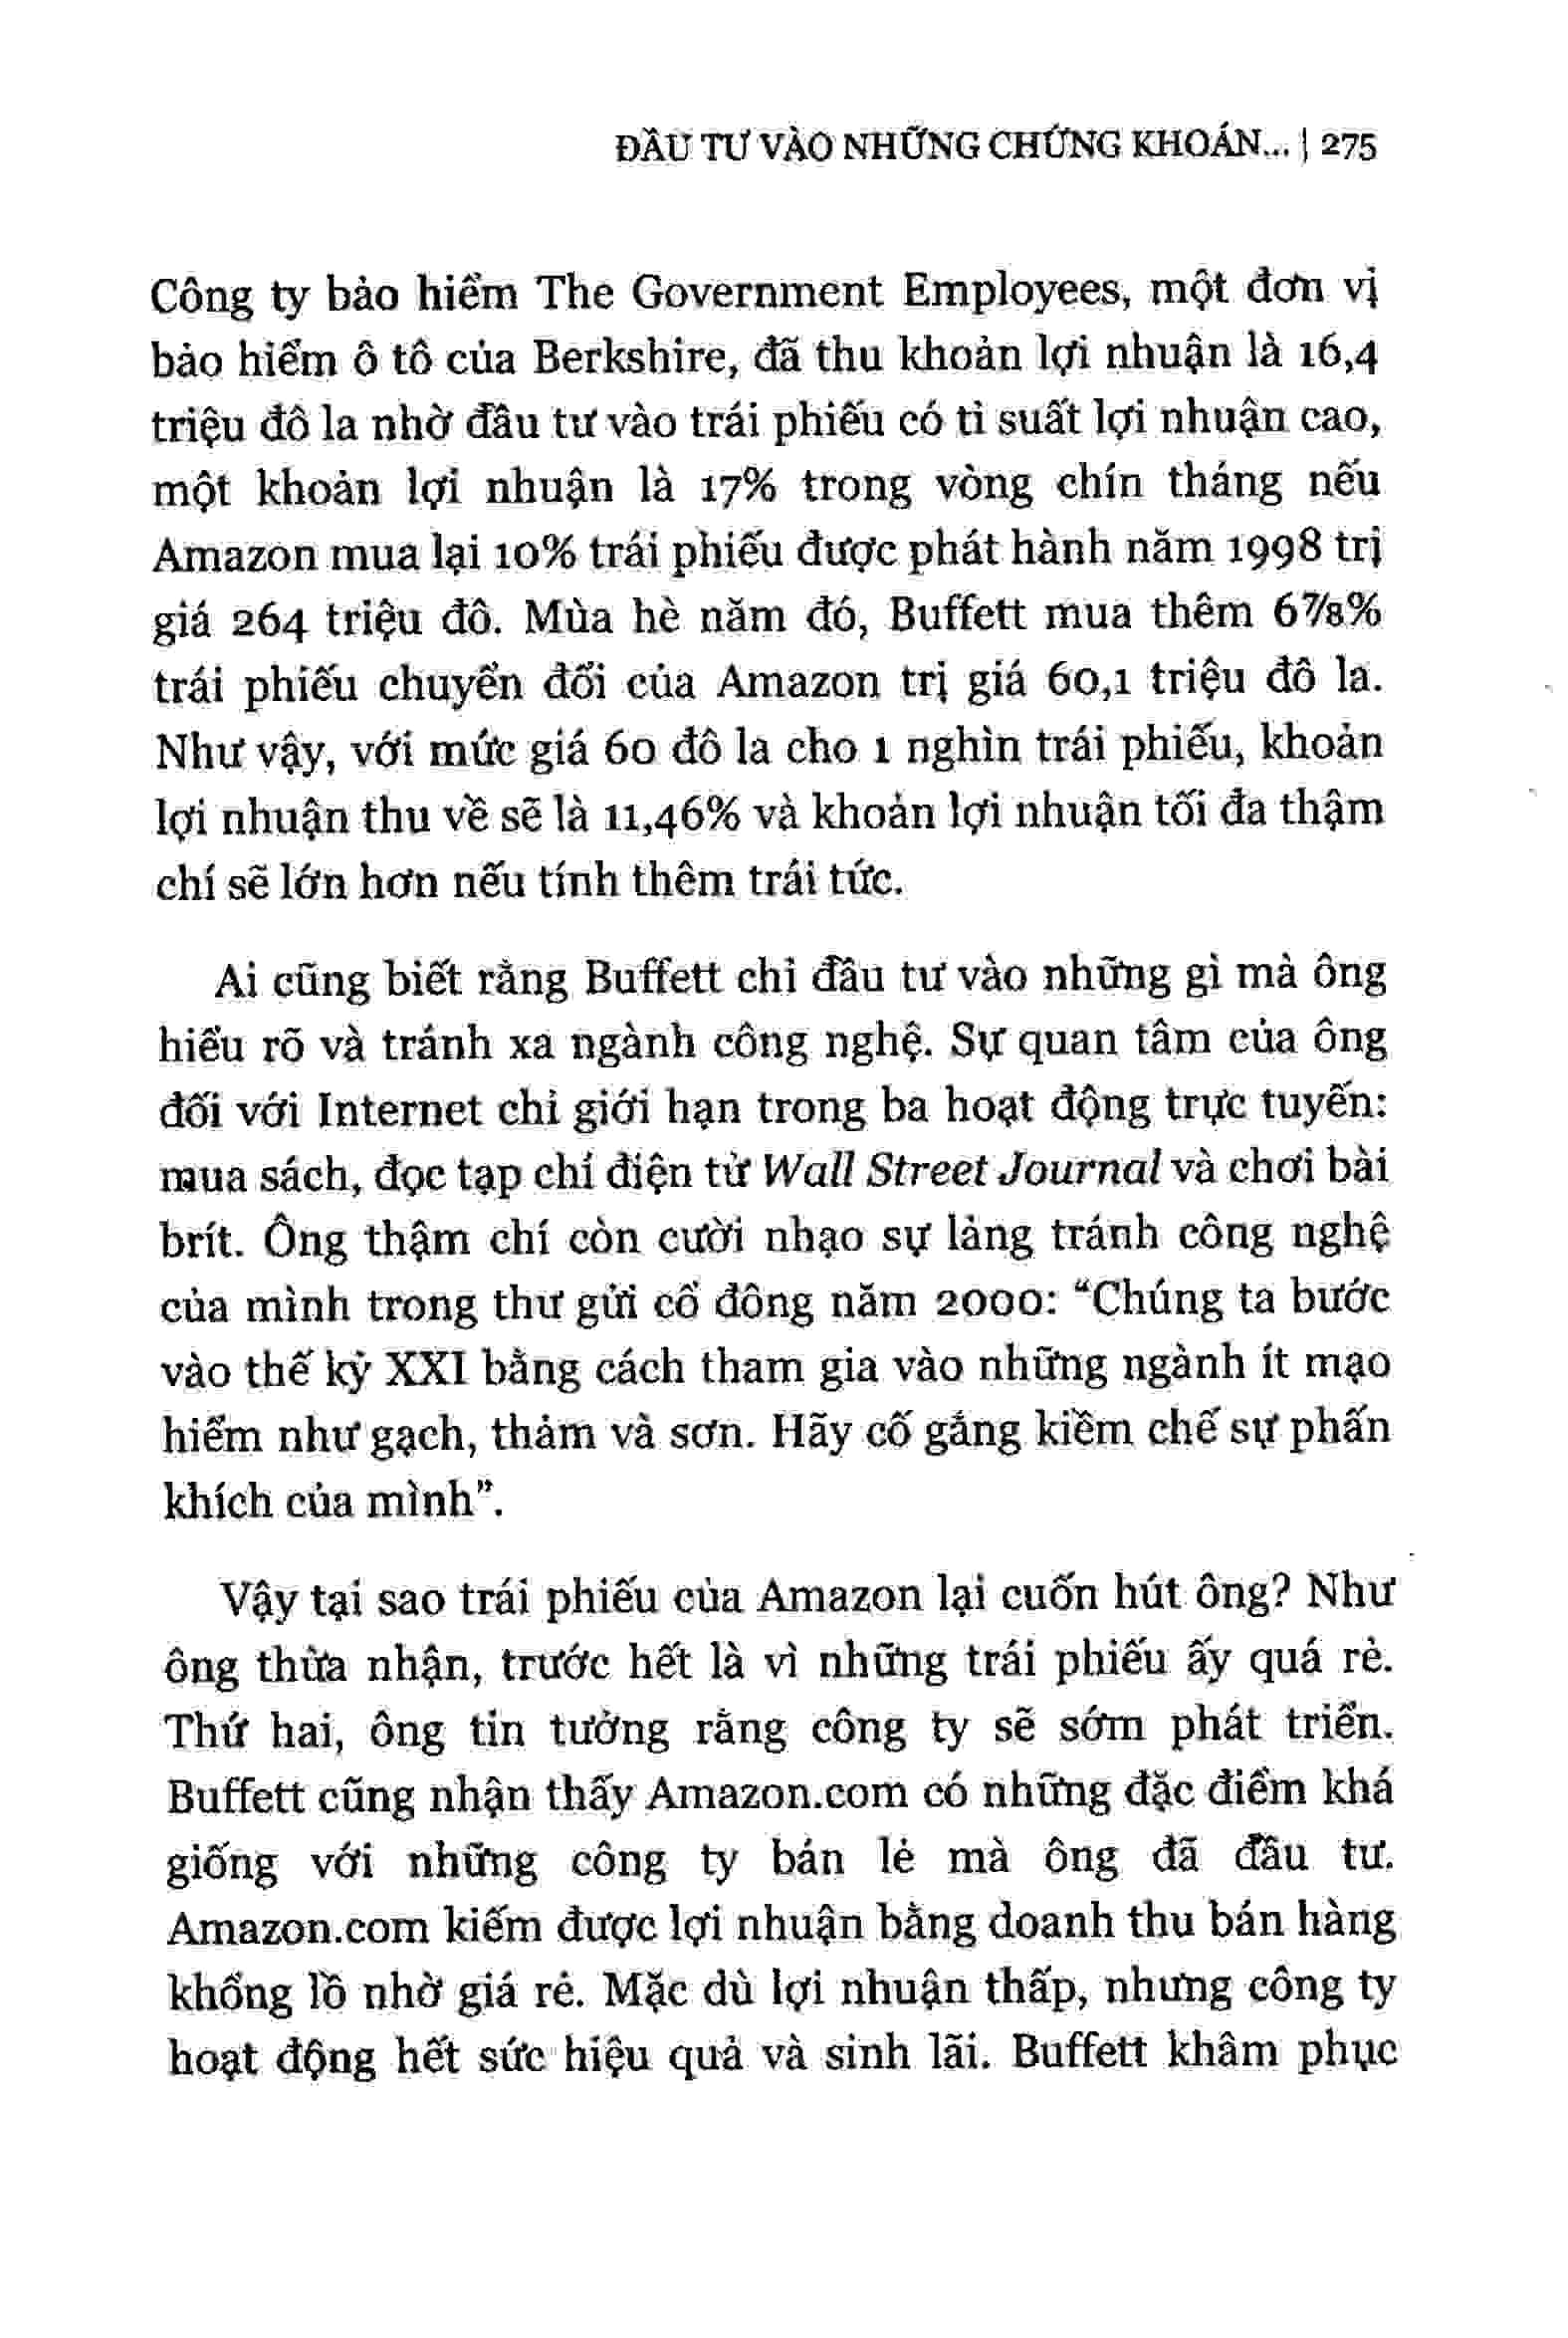 ĐẦU TƯ VÀO NHỮNG CHỨNG KHOÁN... | 275
Công ty bảo hiểm The Government Employees, một đơn vị
bảo hiểm ô tô của Berkshire, đã thu khoản lợi nhuận là 16,4
triệu đô la nhờ đầu tư vào trái phiếu có tỉ suất lợi nhuận cao,
một khoản lợi nhuận là 17% trong vòng chín tháng nếu
Amazon mua lại 10% trái phiếu được phát hành năm 1998 trị
giá 264 triệu đô. Mùa hè năm đó, Buffett mua thêm 6⅞%
trái phiếu chuyển đổi của Amazon trị giá 60,1 triệu đô la.
Như vậy, với mức giá 60 đô la cho 1 nghìn trái phiếu, khoản
lợi nhuận thu về sẽ là 11,46% và khoản lợi nhuận tối đa thậm
chí sẽ lớn hơn nếu tính thêm trái tức.
Ai cũng biết rằng Buffett chỉ đầu tư vào những gì mà ông
hiểu rõ và tránh xa ngành công nghệ. Sự quan tâm của ông
đối với Internet chỉ giới hạn trong ba hoạt động trực tuyến:
mua sách, đọc tạp chí điện tử Wall Street Journal và chơi bài
brít. Ông thậm chí còn cười nhạo sự lảng tránh công nghệ
của mình trong thư gửi cổ đông năm 2000: “Chúng ta bước
vào thế kỷ XXI bằng cách tham gia vào những ngành ít mạo
hiểm như gạch, thảm và sơn. Hãy cố gắng kiềm chế sự phấn
khích của mình”.
Vậy tại sao trái phiếu của Amazon lại cuốn hút ông? Như
ông thừa nhận, trước hết là vì những trái phiếu ấy quá rẻ.
Thứ hai, ông tin tưởng rằng công ty sẽ sớm phát triển.
Buffett cũng nhận thấy Amazon.com có những đặc điểm khá
giống với những công ty bán lẻ mà ông đã đầu tư.
Amazon.com kiếm được lợi nhuận bằng doanh thu bán hàng
khổng lồ nhờ giá rẻ. Mặc dù lợi nhuận thấp, nhưng công ty
hoạt động hết sức hiệu quả và sinh lãi. Buffett khâm phục